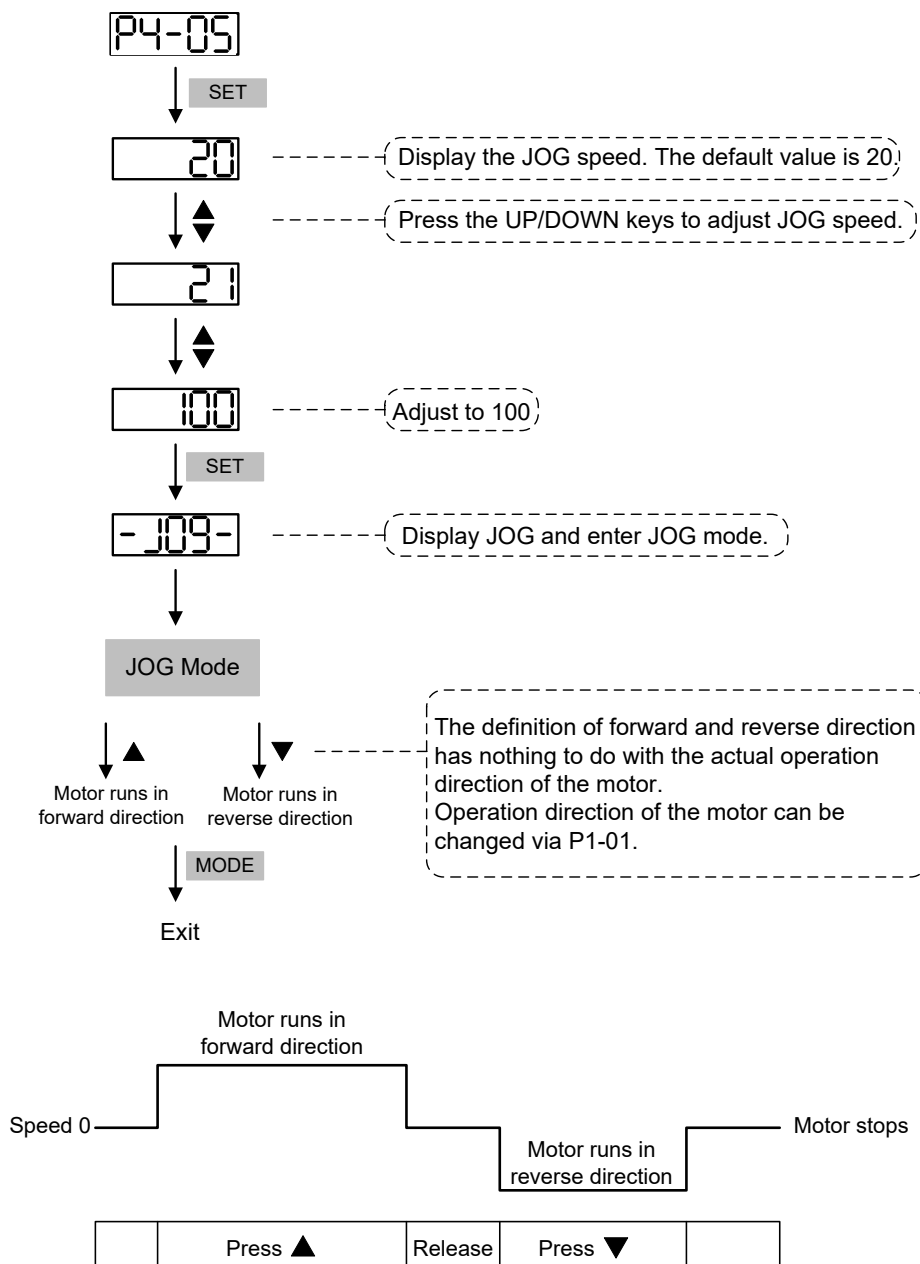 P4-05
SET
20
Display the JOG speed. The default value is 20.
Press the UP/DOWN keys to adjust JOG speed.
21
100
Adjust to 100
SET
-JOG-
Display JOG and enter JOG mode.
JOG Mode
The definition of forward and reverse direction
has nothing to do with the actual operation
direction of the motor.
Operation direction of the motor can be
changed via P1-01.
Motor runs in
forward direction
Motor runs in
reverse direction
MODE
Exit
Motor runs in
forward direction
Speed 0
Motor stops
Motor runs in
reverse direction
Press ▲
Release
Press ▼